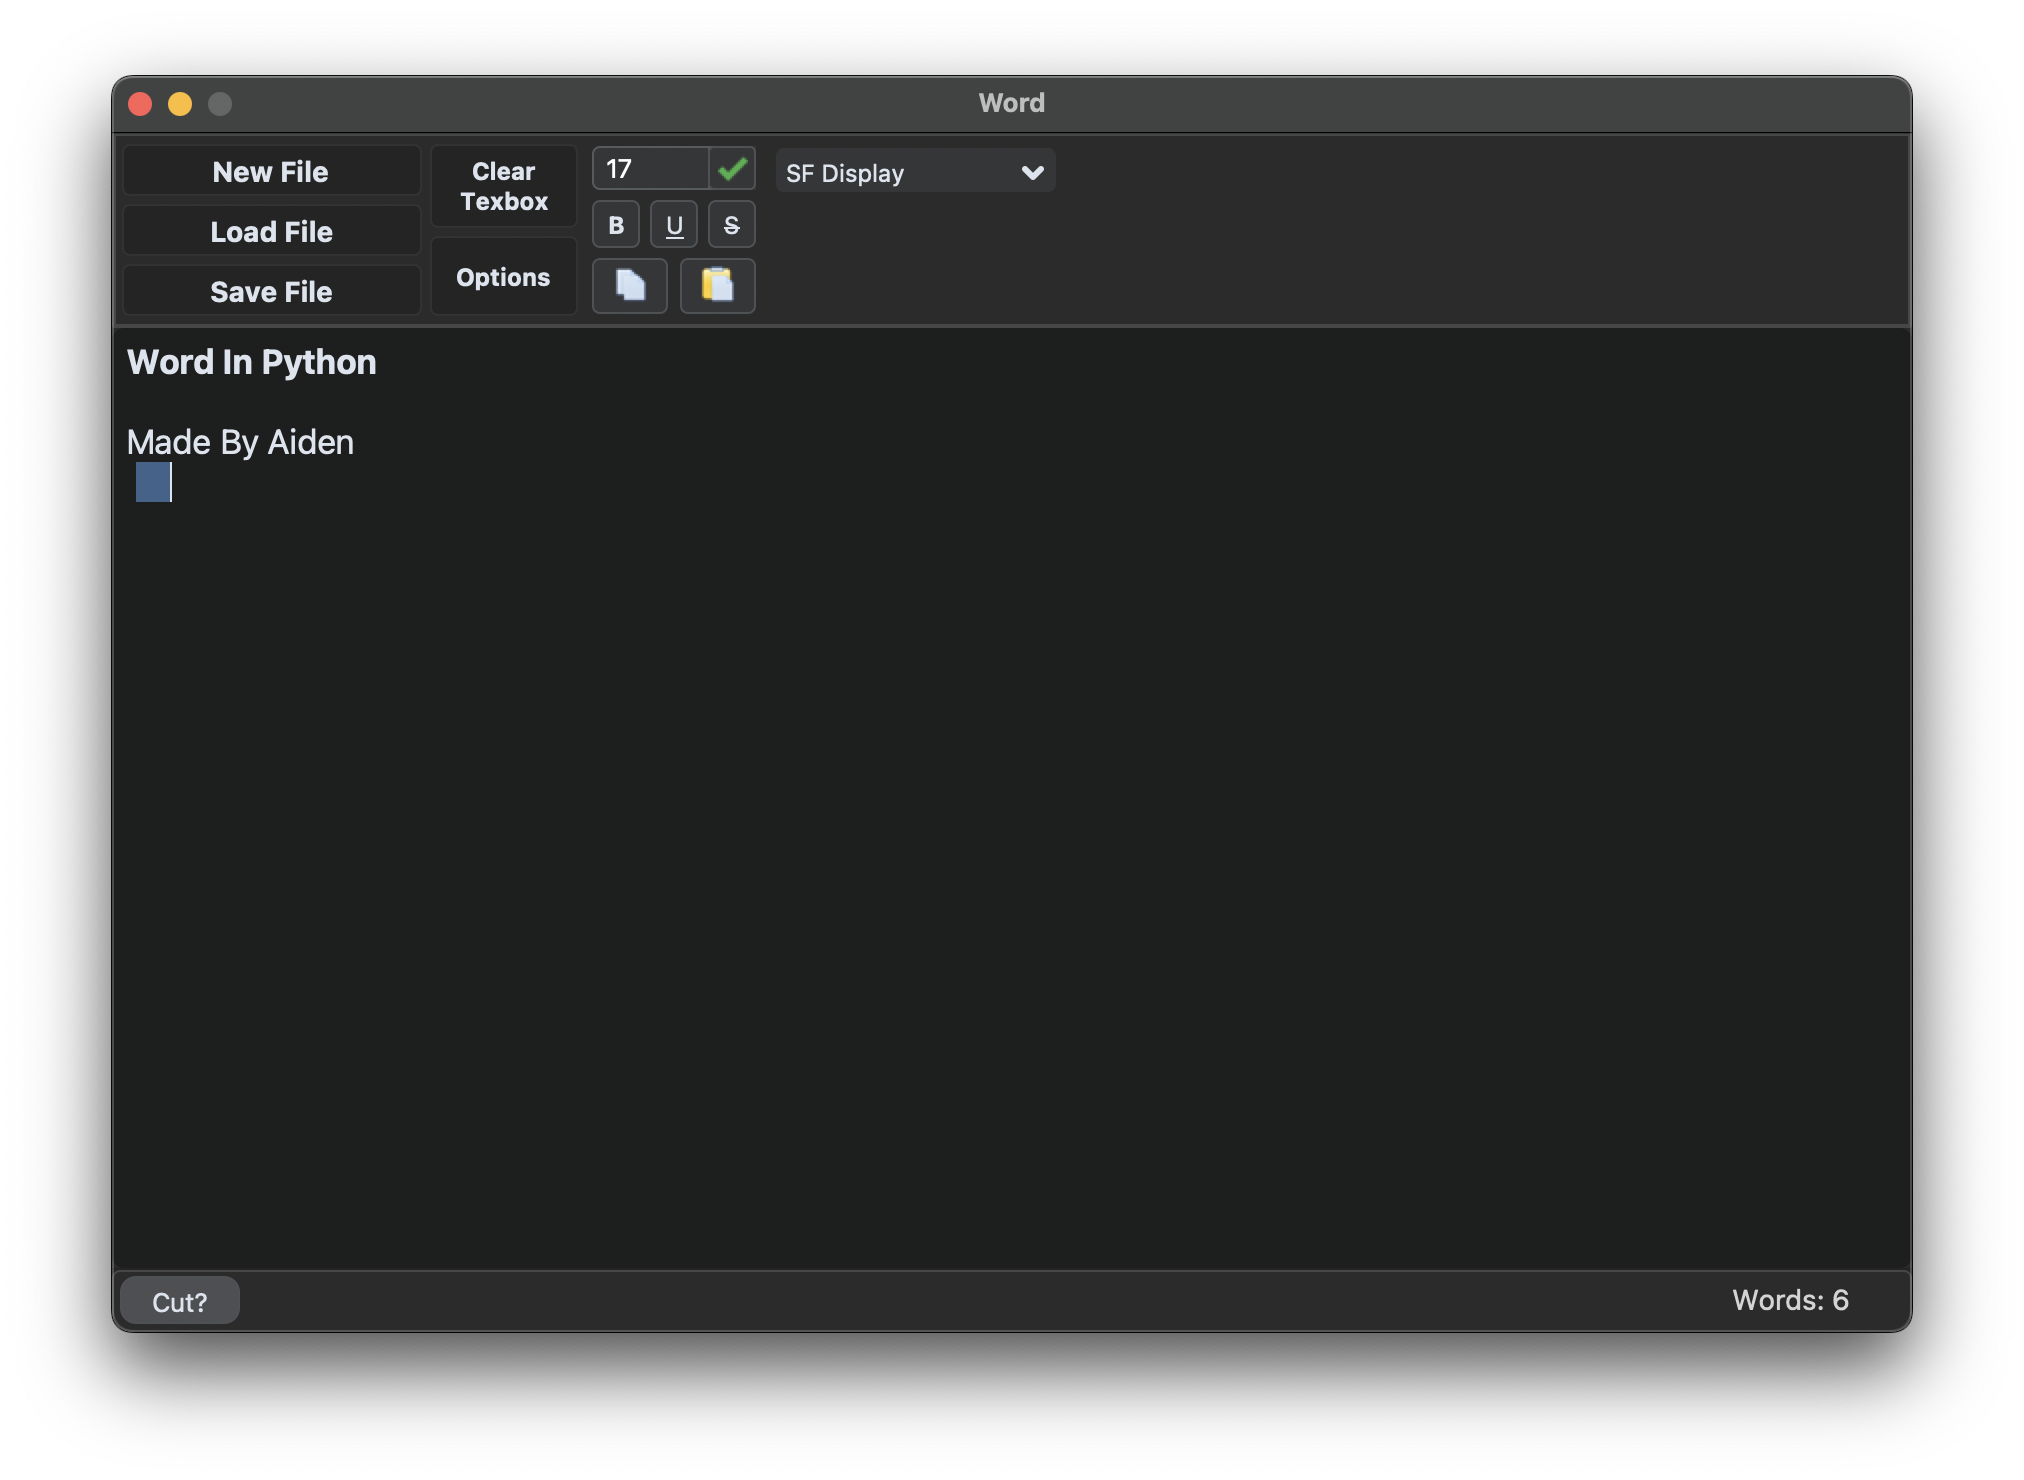 Word
New File
Load File
Save File
Clear
Texbox
Options
17
B U S
SF Display
Word In Python
Made By Aiden
Cut?
Words: 6